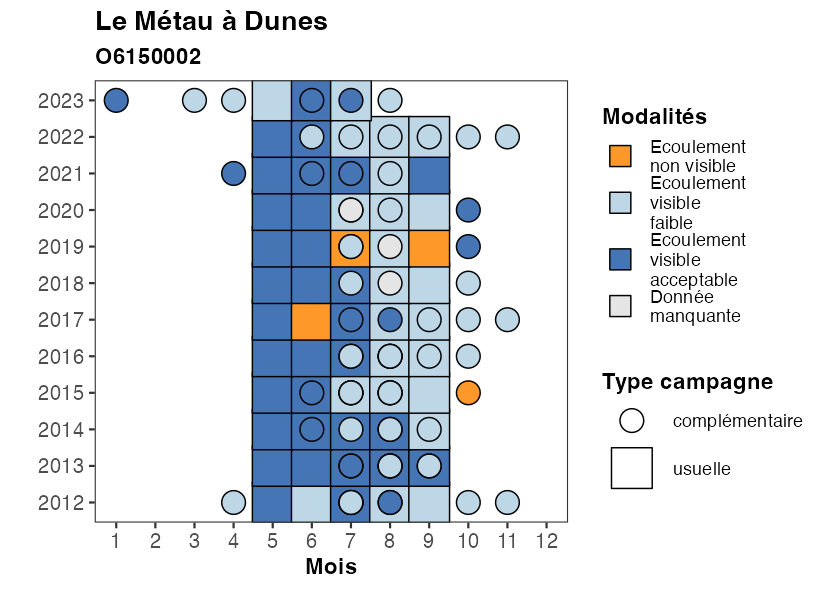 Le Métau à Dunes
O6150002
2023
2022
2021
2020
2019
2018
2017
2016
2015
2014
2013
2012
1 2 3 4 5 6 7 8 9 10 11 12
Mois
Modalités
Ecoulement
non visible
Ecoulement
visible
faible
Ecoulement
visible
acceptable
Donnée
manquante
Type campagne
complémentaire
usuelle